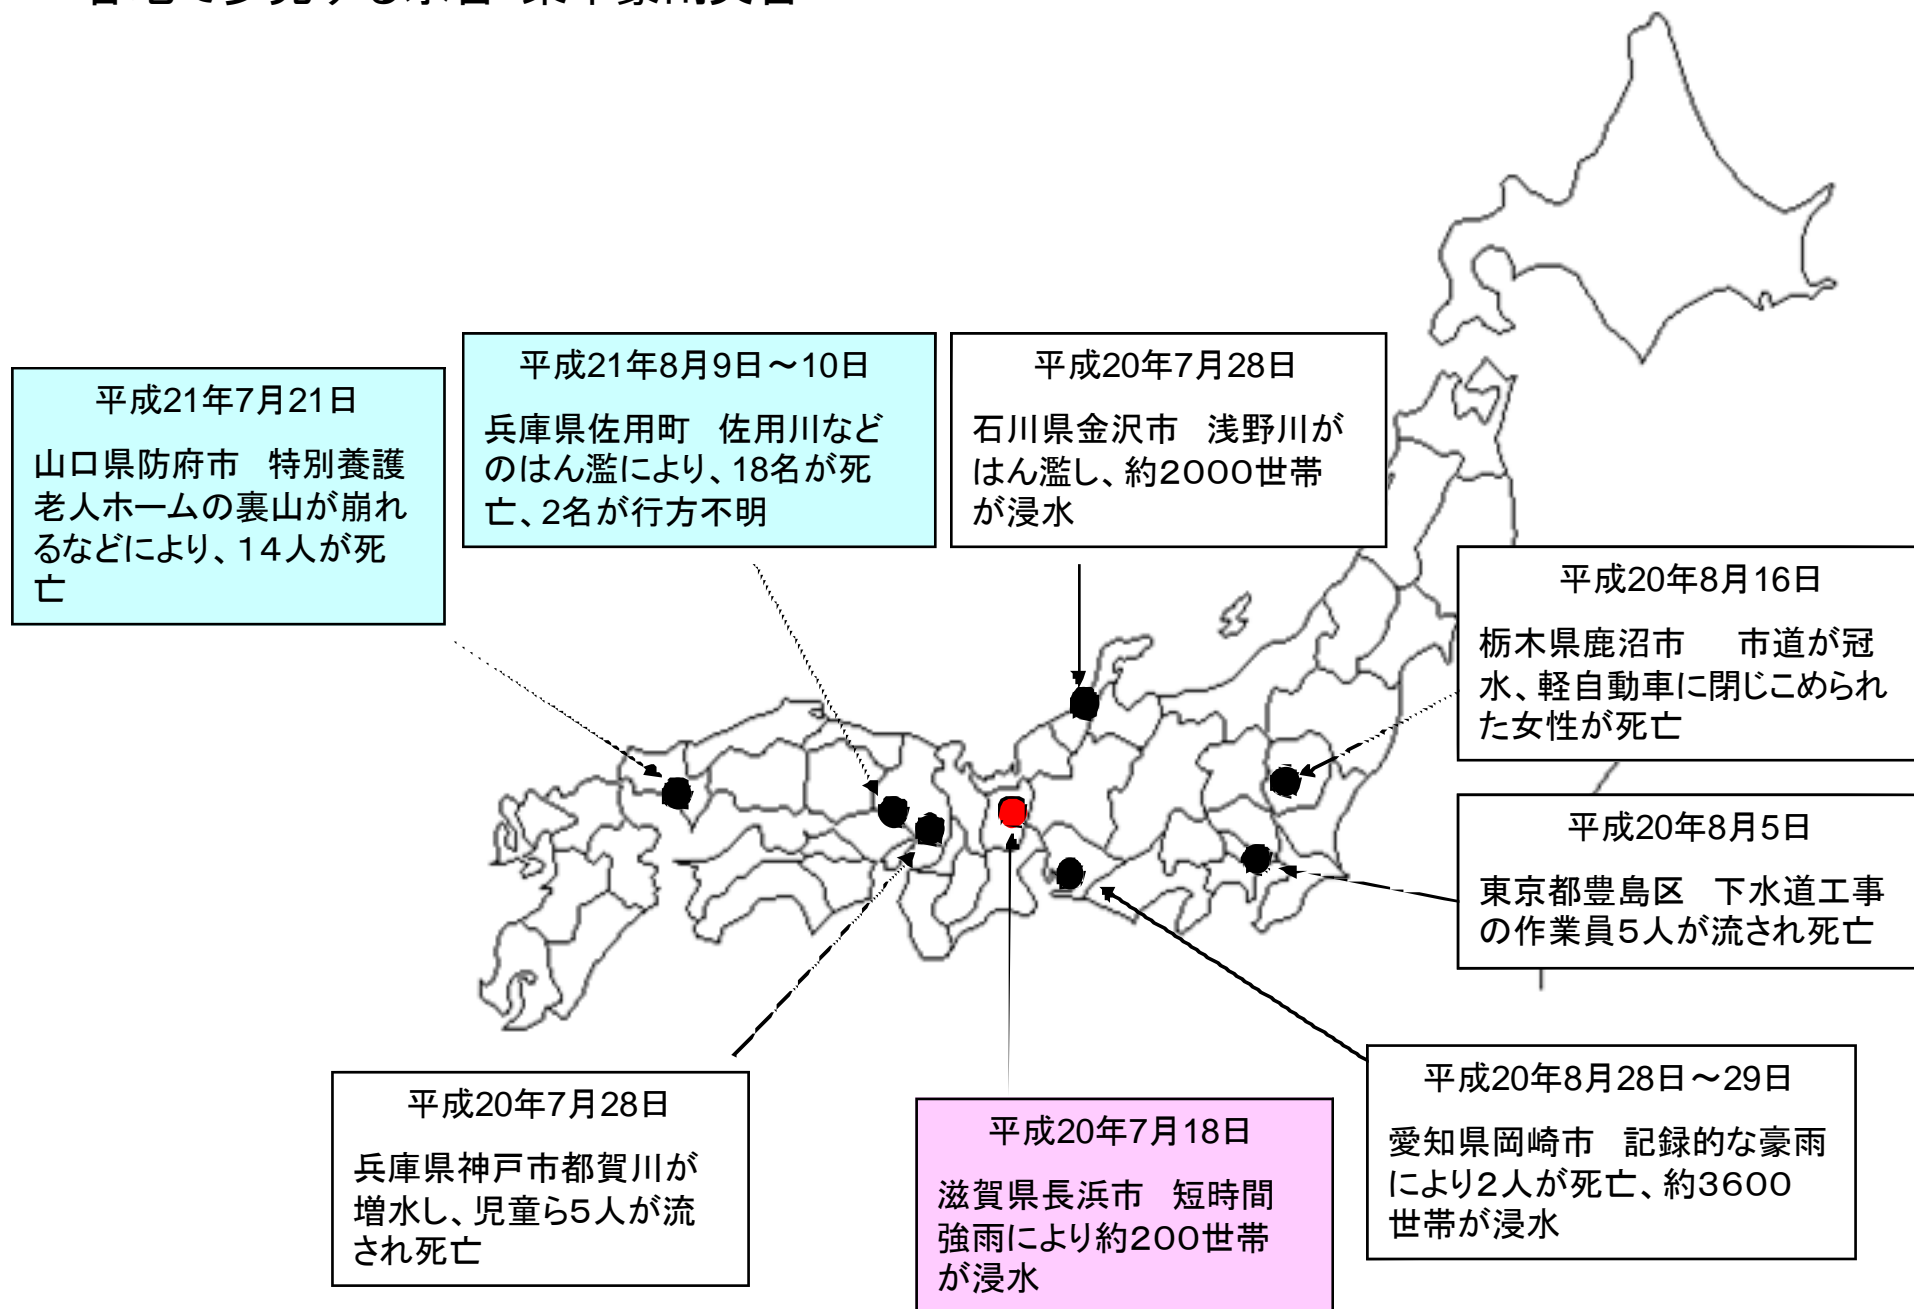 平成21年7月21日
山口県防府市　特別養護
老人ホームの裏山が崩れ
るなどにより、14人が死
亡
平成21年8月9日～10日
兵庫県佐用町　佐用川など
のはん濫により、18名が死
亡、2名が行方不明
平成20年7月28日
石川県金沢市　浅野川が
はん濫し、約2000世帯
が浸水
平成20年8月16日
栃木県鹿沼市　市道が冠
水、軽自動車に閉じこめられ
た女性が死亡
平成20年8月5日
東京都豊島区　下水道工事
の作業員5人が流され死亡
平成20年8月28日～29日
愛知県岡崎市　記録的な豪雨
により2人が死亡、約3600
世帯が浸水
平成20年7月18日
滋賀県長浜市　短時間
強雨により約200世帯
が浸水
平成20年7月28日
兵庫県神戸市都賀川が
増水し、児童ら5人が流
され死亡